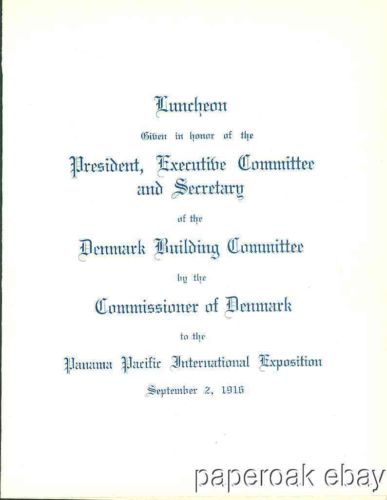 Luncheon
Given in honor of the
President, Executive Committee
and Secretary
of the
Denmark Building Committee
by the
Commissioner of Denmark
to the
Panama Pacific International Exposition
September 2, 1915
paperoak ebay